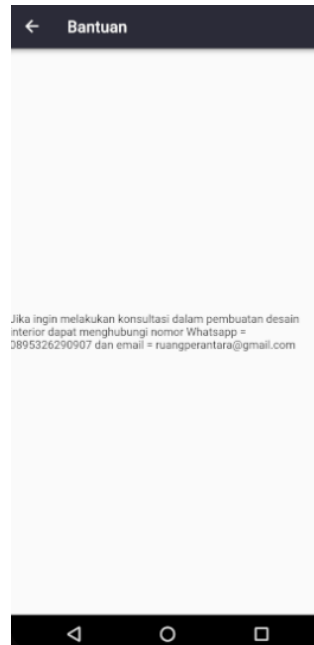 Bantuan
Jika ingin melakukan konsultasi dalam pembuatan desain
interior dapat menghubungi nomor Whatsapp =
0895326290907 dan email = ruangperantara@gmail.com